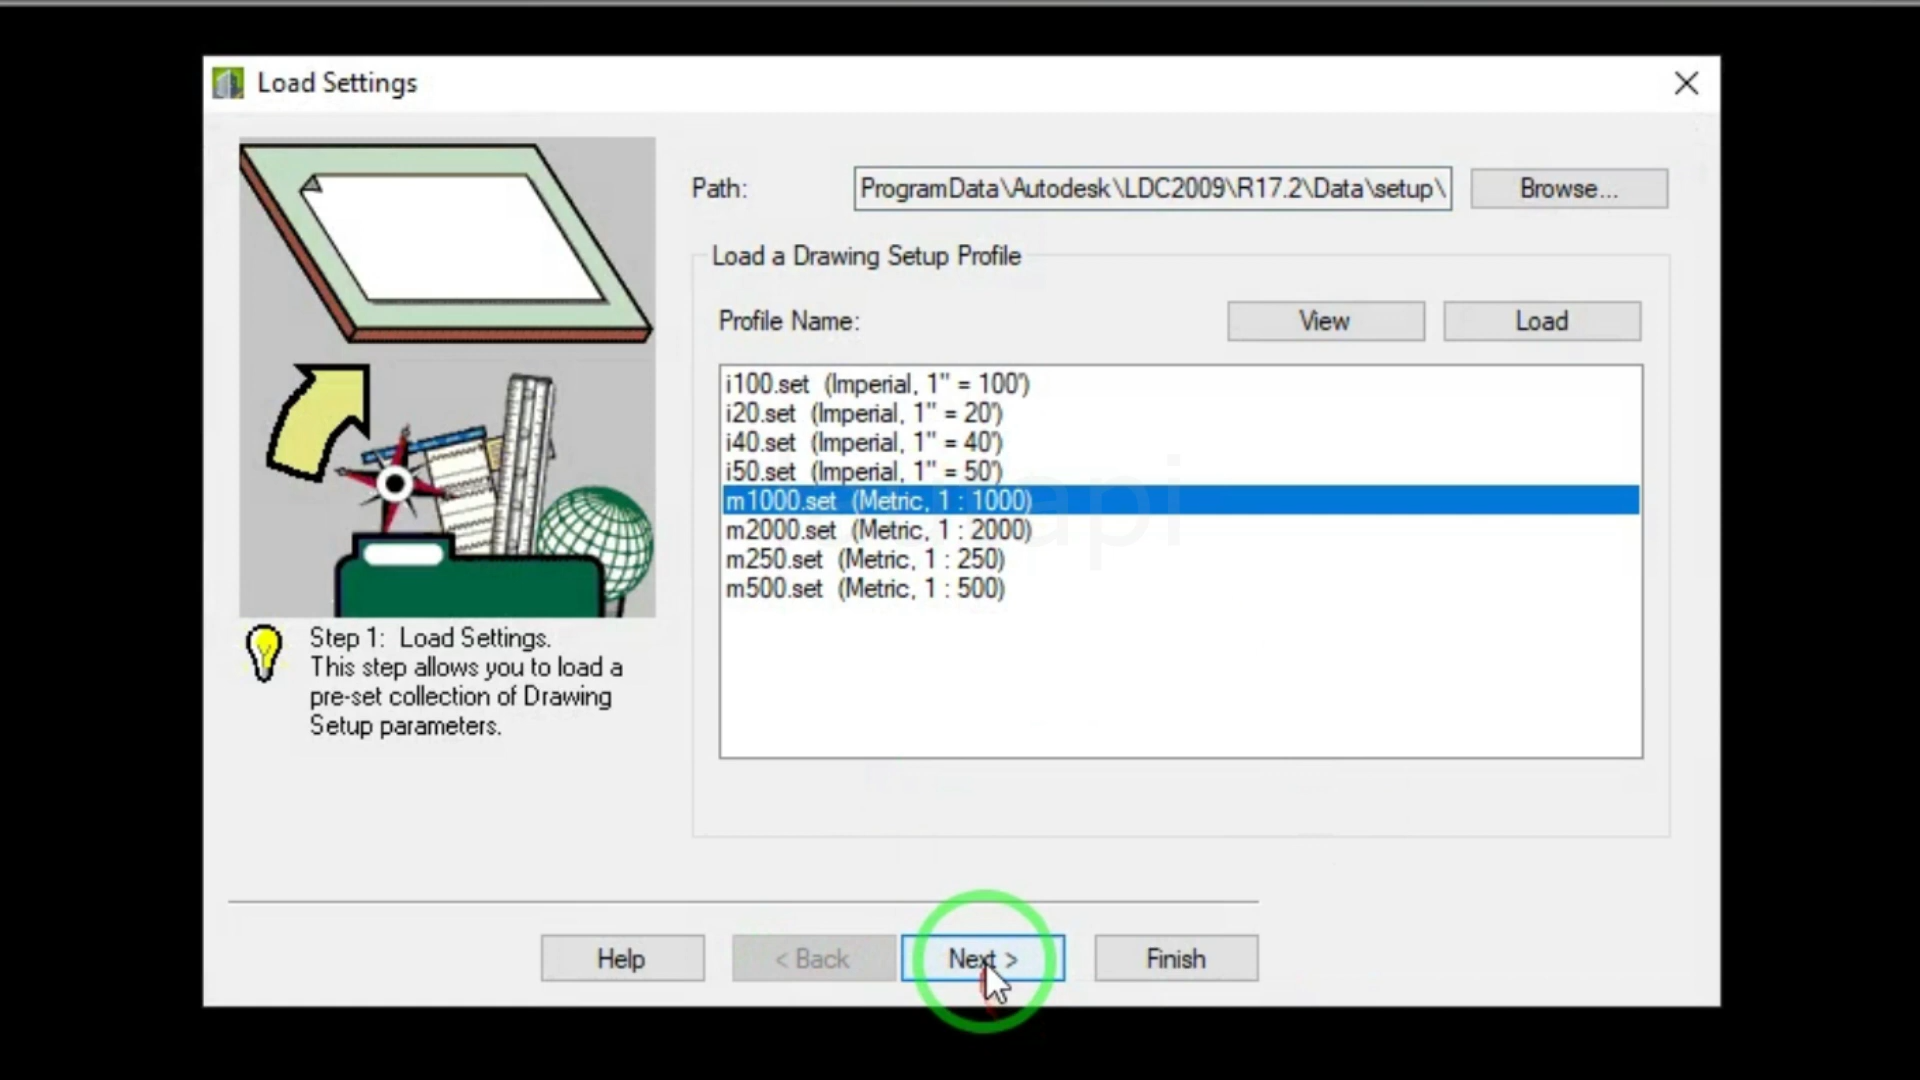 Load Settings
Path:
ProgramData\Autodesk\LDC2009\R17.2\Data\setup\
Browse...
Load a Drawing Setup Profile
Profile Name:
View
Load
i100.set (Imperial, 1" = 100')
i20.set (Imperial, 1" = 20')
i40.set (Imperial, 1" = 40')
i50.set (Imperial, 1" = 50')
m1000.set (Metric, 1 : 1000)
m2000.set (Metric, 1 : 2000)
m250.set (Metric, 1 : 250)
m500.set (Metric, 1 : 500)
Step 1: Load Settings.
This step allows you to load a
pre-set collection of Drawing
Setup parameters.
Help
< Back
Next >
Finish